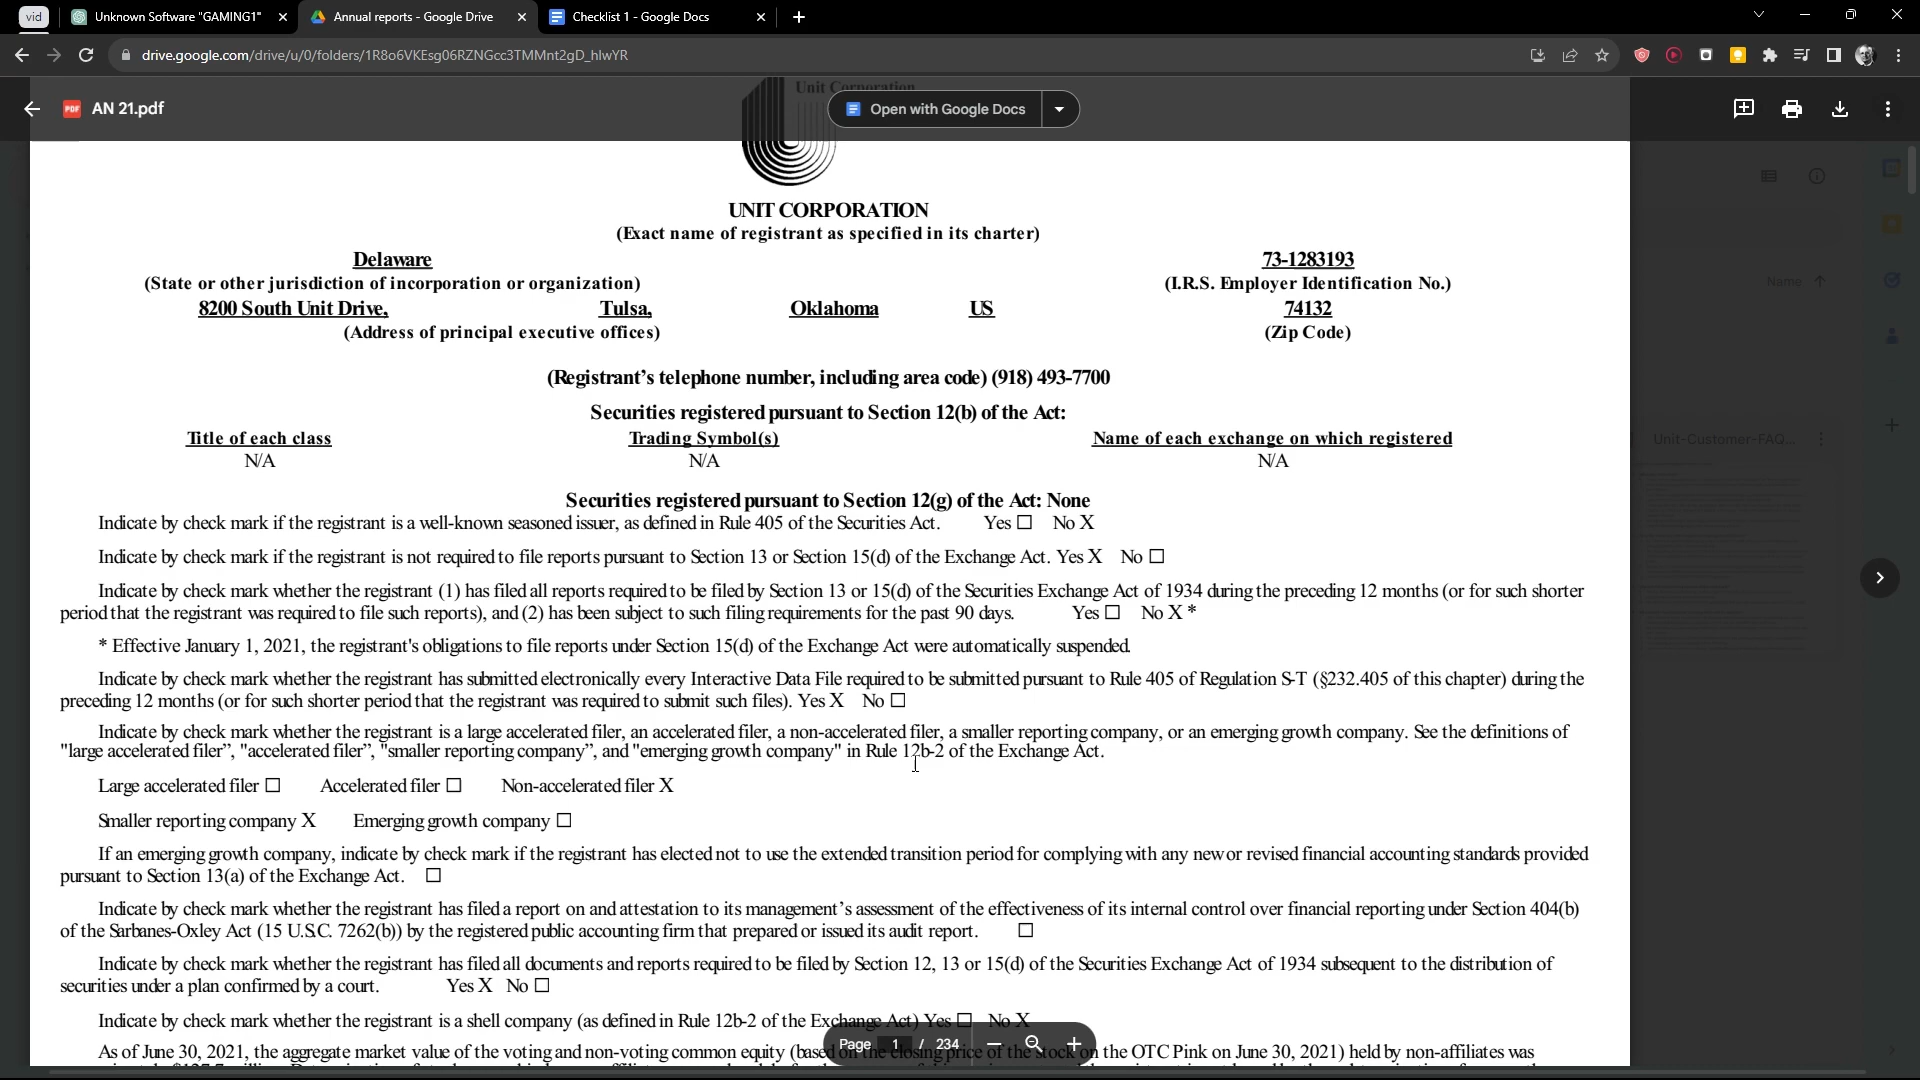 vid
Unknown Software "GAMING1"
Annual reports - Google Drive
Checklist 1 - Google Docs
drive.google.com/drive/u/0/folders/1R8o6VKEsg06RZNGcc3TMMnt2gD_hlwYR
PDF AN 21.pdf
Open with Google Docs
Unit Corporation
UNIT CORPORATION
(Exact name of registrant as specified in its charter)
Delaware 73-1283193
(State or other jurisdiction of incorporation or organization) (I.R.S. Employer Identification No.)
8200 South Unit Drive, Tulsa, Oklahoma US 74132
(Address of principal executive offices) (Zip Code)
(Registrant’s telephone number, including area code) (918) 493-7700
Securities registered pursuant to Section 12(b) of the Act:
Title of each class Trading Symbol(s) Name of each exchange on which registered
N/A N/A N/A
Securities registered pursuant to Section 12(g) of the Act: None
Indicate by check mark if the registrant is a well-known seasoned issuer, as defined in Rule 405 of the Securities Act. Yes ☐ No X
Indicate by check mark if the registrant is not required to file reports pursuant to Section 13 or Section 15(d) of the Exchange Act. Yes X No ☐
Indicate by check mark whether the registrant (1) has filed all reports required to be filed by Section 13 or 15(d) of the Securities Exchange Act of 1934 during the preceding 12 months (or for such shorter
period that the registrant was required to file such reports), and (2) has been subject to such filing requirements for the past 90 days. Yes ☐ No X *
* Effective January 1, 2021, the registrant's obligations to file reports under Section 15(d) of the Exchange Act were automatically suspended.
Indicate by check mark whether the registrant has submitted electronically every Interactive Data File required to be submitted pursuant to Rule 405 of Regulation S-T (§232.405 of this chapter) during the
preceding 12 months (or for such shorter period that the registrant was required to submit such files). Yes X No ☐
Indicate by check mark whether the registrant is a large accelerated filer, an accelerated filer, a non-accelerated filer, a smaller reporting company, or an emerging growth company. See the definitions of
"large accelerated filer”, "accelerated filer”, "smaller reporting company”, and "emerging growth company" in Rule 12b-2 of the Exchange Act.
Large accelerated filer ☐ Accelerated filer ☐ Non-accelerated filer X
Smaller reporting company X Emerging growth company ☐
If an emerging growth company, indicate by check mark if the registrant has elected not to use the extended transition period for complying with any new or revised financial accounting standards provided
pursuant to Section 13(a) of the Exchange Act. ☐
Indicate by check mark whether the registrant has filed a report on and attestation to its management’s assessment of the effectiveness of its internal control over financial reporting under Section 404(b)
of the Sarbanes-Oxley Act (15 U.S.C. 7262(b)) by the registered public accounting firm that prepared or issued its audit report. ☐
Indicate by check mark whether the registrant has filed all documents and reports required to be filed by Section 12, 13 or 15(d) of the Securities Exchange Act of 1934 subsequent to the distribution of
securities under a plan confirmed by a court. Yes X No ☐
Indicate by check mark whether the registrant is a shell company (as defined in Rule 12b-2 of the Exchange Act) Yes ☐ No X
As of June 30, 2021, the aggregate market value of the voting and non-voting common equity (based on the closing price of the stock on the OTC Pink on June 30, 2021) held by non-affiliates was
Page 1 / 234
Name
Unit-Customer-FAQ...